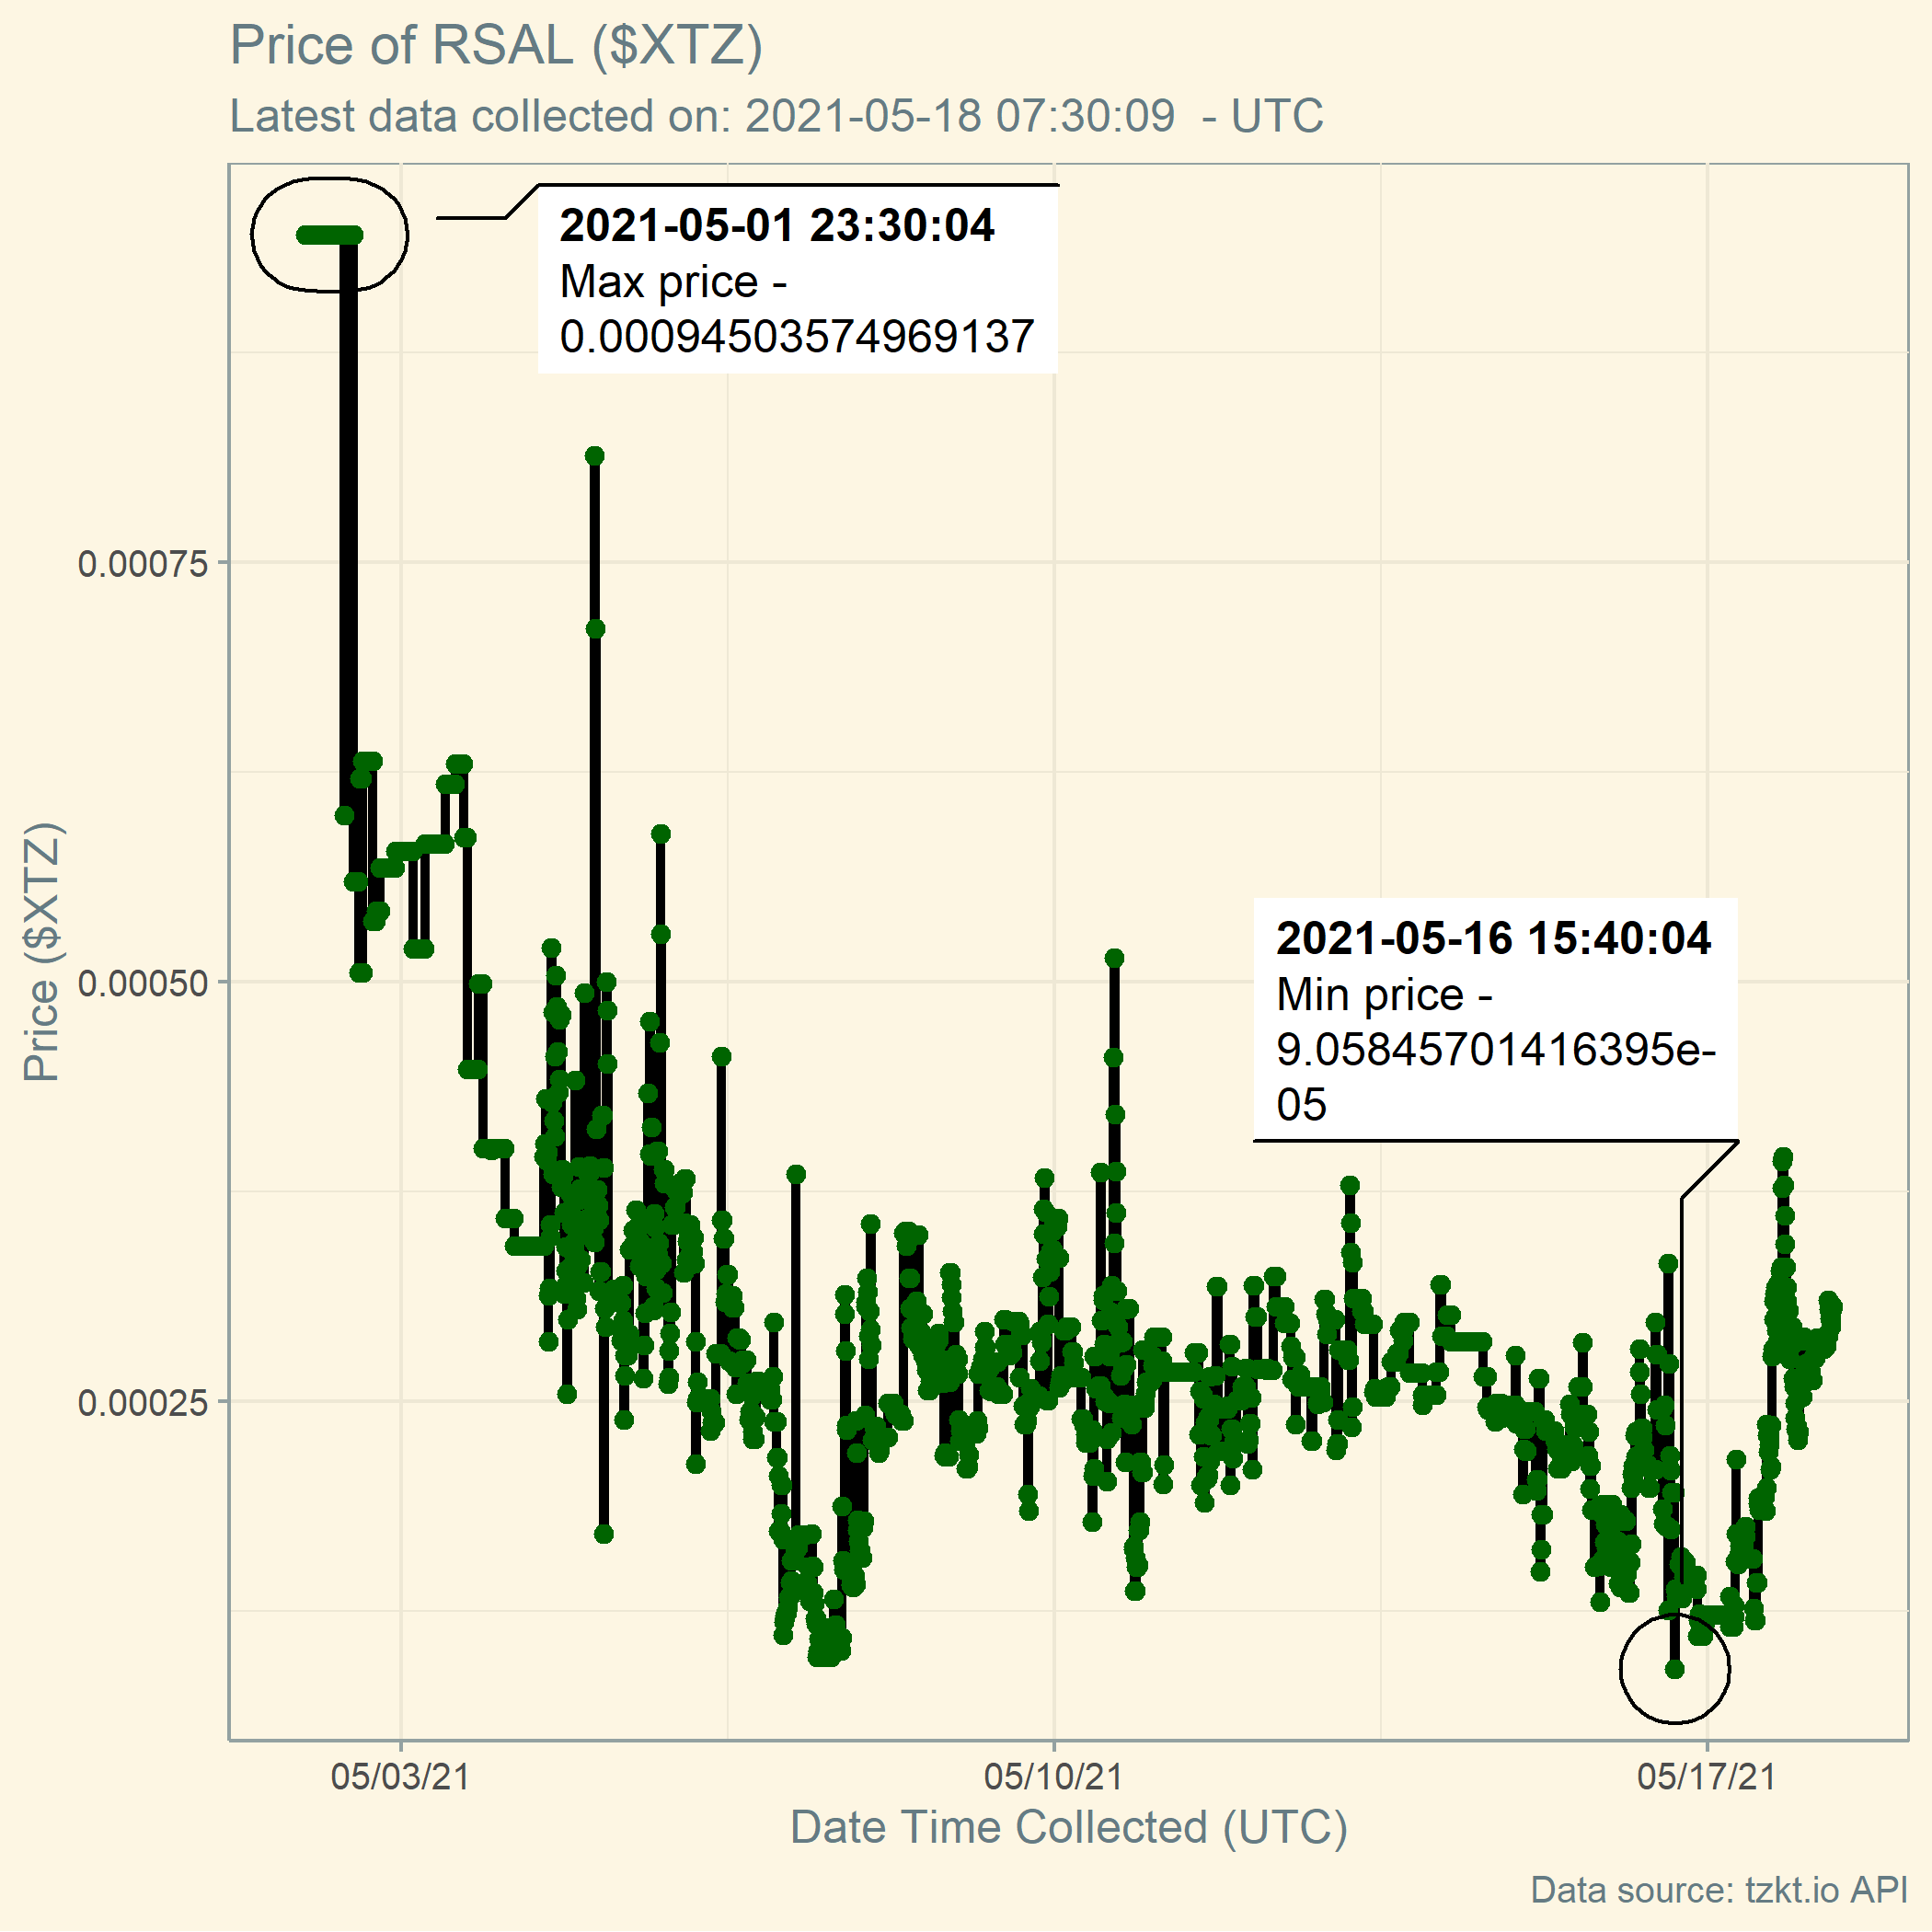 Price of RSAL ($XTZ)
Latest data collected on: 2021-05-18 07:30:09  - UTC
2021-05-01 23:30:04
Max price -
0.00094503574969137
0.00075
2021-05-16 15:40:04
Min price -
9.05845701416395e-
05
0.00050
Price ($XTZ)
0.00025
05/03/21
05/10/21
05/17/21
Date Time Collected (UTC)
Data source: tzkt.io API